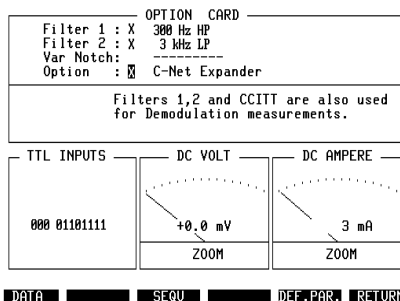 OPTION CARD
Filter 1 : X 300 Hz HP
Filter 2 : X 3 kHz LP
Var Notch: ---------
Option : X C-Net Expander
Filters 1,2 and CCITT are also used
for Demodulation measurements.
TTL INPUTS DC VOLT DC AMPERE
000 01101111 +0.0 mV 3 mA
ZOOM ZOOM
DATA SEQU DEF.PAR. RETURN